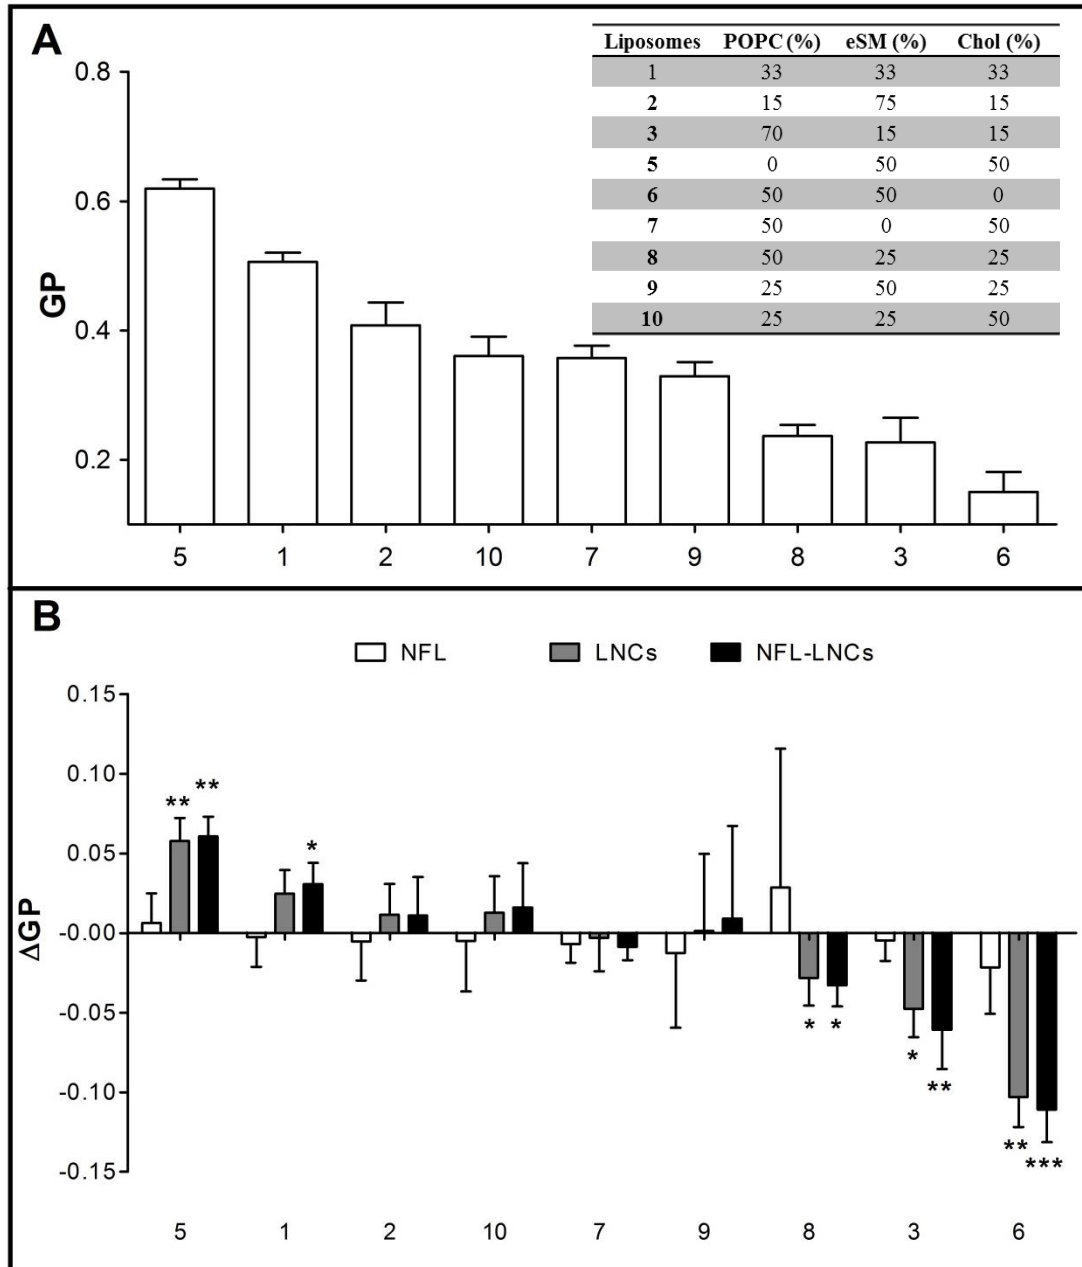 A
Liposomes POPC (%) eSM (%) Chol (%)
1 33 33 33
2 15 75 15
3 70 15 15
5 0 50 50
6 50 50 0
7 50 0 50
8 50 25 25
9 25 50 25
10 25 25 50
GP
0.8
0.6
0.4
0.2
5 1 2 10 7 9 8 3 6
B
NFL LNCs NFL-LNCs
ΔGP
0.15
0.10
0.05
-0.00
-0.05
-0.10
-0.15
** ** * * * * ** ** ***
5 1 2 10 7 9 8 3 6